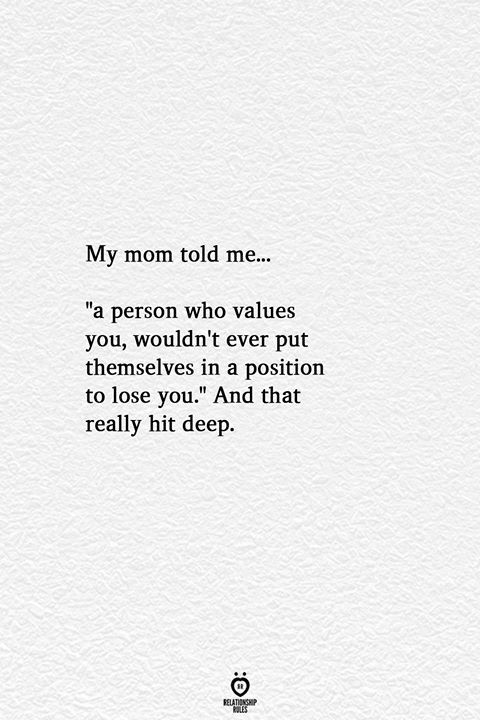 My mom told me...
"a person who values
you, wouldn't ever put
themselves in a position
to lose you." And that
really hit deep.
RELATIONSHIP
RULES